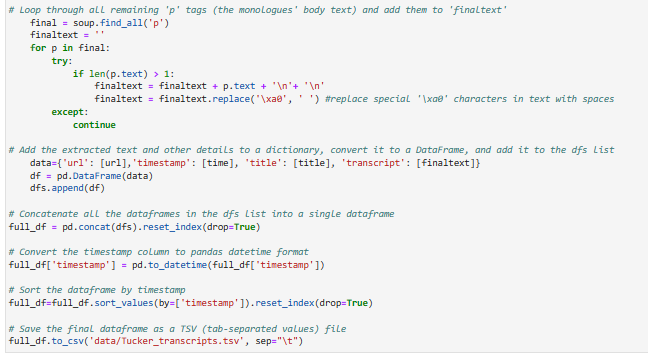 # Loop through all remaining 'p' tags (the monologues' body text) and add them to 'finaltext'
    final = soup.find_all('p')
    finaltext = ''
    for p in final:
        try:
            if len(p.text) > 1:
                finaltext = finaltext + p.text + '\n'+ '\n'
                finaltext = finaltext.replace('\xa0', ' ') #replace special '\xa0' characters in text with spaces
        except:
            continue

# Add the extracted text and other details to a dictionary, convert it to a DataFrame, and add it to the dfs list
    data={'url': [url],'timestamp': [time], 'title': [title], 'transcript': [finaltext]}
    df = pd.DataFrame(data)
    dfs.append(df)

# Concatenate all the dataframes in the dfs list into a single dataframe
full_df = pd.concat(dfs).reset_index(drop=True)

# Convert the timestamp column to pandas datetime format
full_df['timestamp'] = pd.to_datetime(full_df['timestamp'])

# Sort the dataframe by timestamp
full_df=full_df.sort_values(by=['timestamp']).reset_index(drop=True)

# Save the final dataframe as a TSV (tab-separated values) file
full_df.to_csv('data/Tucker_transcripts.tsv', sep="\t")